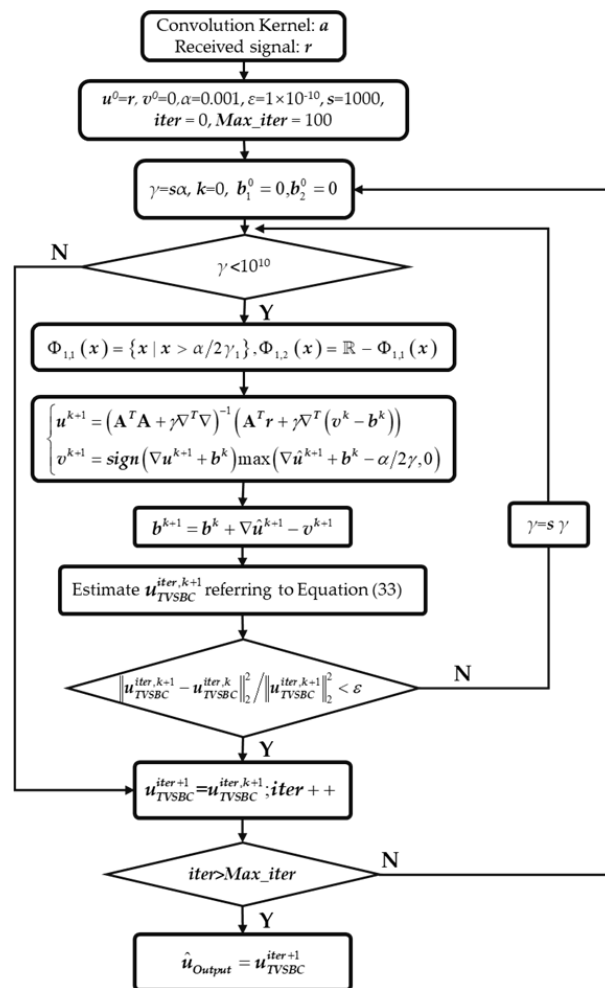 Convolution Kernel: a
Received signal: r
u⁰=r, v⁰=0,α=0.001, ε=1×10⁻¹⁰, s=1000,
iter = 0, Max_iter = 100
γ=sα, k=0, b₁⁰ = 0,b₂⁰ = 0
N
γ<10¹⁰
Y
Φ₁,₁(x) = {x | x > α/2γ₁}, Φ₁,₂(x) = ℝ − Φ₁,₁(x)
u^{k+1} = (AᵀA + γ∇ᵀ∇)⁻¹(Aᵀr + γ∇ᵀ(v^k − b^k))
v^{k+1} = sign(∇u^{k+1} + b^k)max(∇û^{k+1} + b^k − α/2γ, 0)
b^{k+1} = b^k + ∇û^{k+1} − v^{k+1}
γ=s γ
Estimate u_{TVSBC}^{iter,k+1} referring to Equation (33)
‖u_{TVSBC}^{iter,k+1} − u_{TVSBC}^{iter,k}‖₂² / ‖u_{TVSBC}^{iter,k+1}‖₂² < ε
N
Y
u_{TVSBC}^{iter+1}=u_{TVSBC}^{iter,k+1};iter + +
iter>Max_iter
N
Y
û_{Output} = u_{TVSBC}^{iter+1}